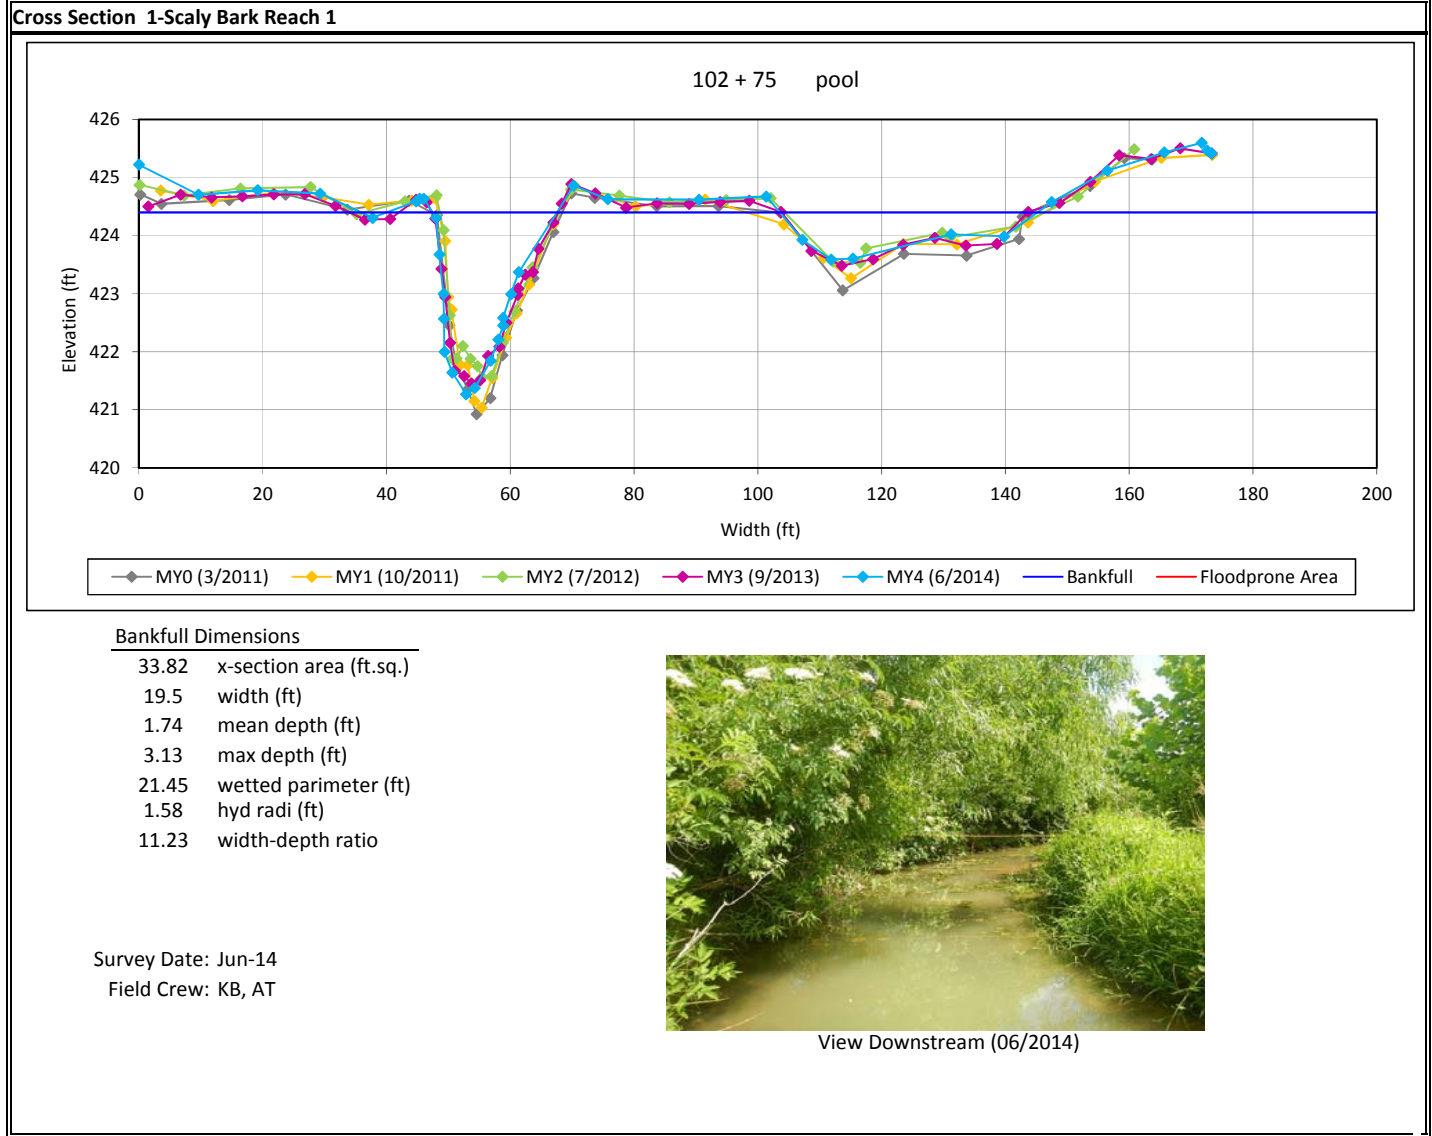 Cross Section 1-Scaly Bark Reach 1
102 + 75 pool
426
425
424
423
422
421
420
Elevation (ft)
0 20 40 60 80 100 120 140 160 180 200
Width (ft)
MY0 (3/2011) MY1 (10/2011) MY2 (7/2012) MY3 (9/2013) MY4 (6/2014) Bankfull Floodprone Area
Bankfull Dimensions
33.82 x-section area (ft.sq.)
19.5 width (ft)
1.74 mean depth (ft)
3.13 max depth (ft)
21.45 wetted parimeter (ft)
1.58 hyd radi (ft)
11.23 width-depth ratio
Survey Date: Jun-14
Field Crew: KB, AT
View Downstream (06/2014)